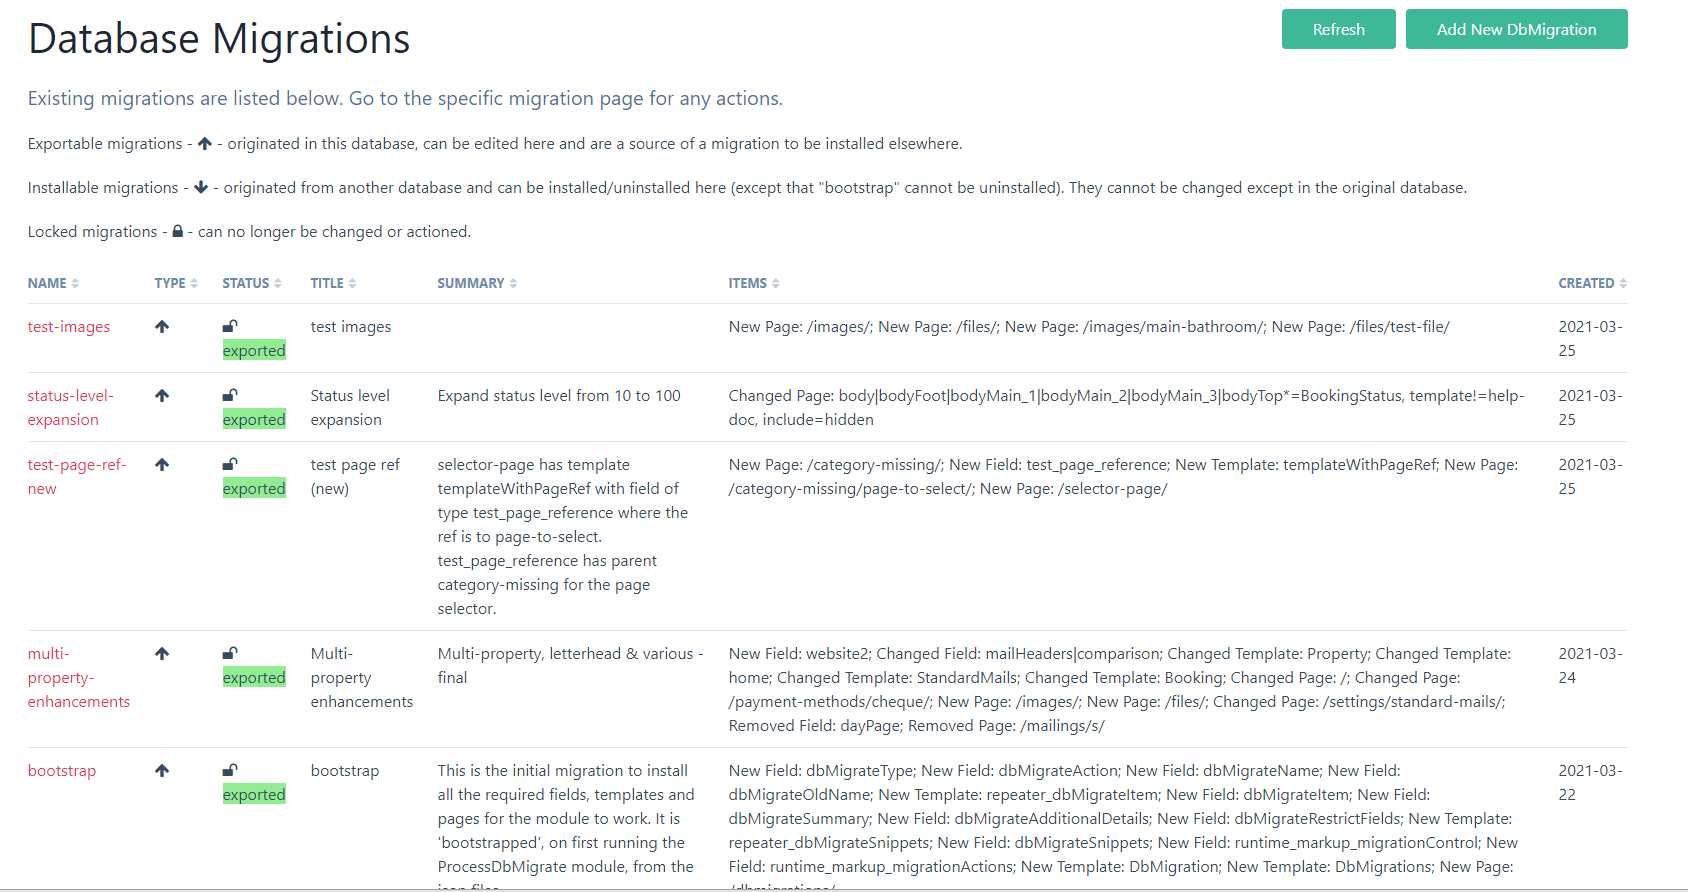 Database Migrations
Refresh
Add New DbMigration
Existing migrations are listed below. Go to the specific migration page for any actions.
Exportable migrations - - originated in this database, can be edited here and are a source of a migration to be installed elsewhere.
Installable migrations - - originated from another database and can be installed/uninstalled here (except that "bootstrap" cannot be uninstalled). They cannot be changed except in the original database.
Locked migrations - - can no longer be changed or actioned.
NAME TYPE STATUS TITLE SUMMARY ITEMS CREATED
test-images
exported
test images
New Page: /images/; New Page: /files/; New Page: /images/main-bathroom/; New Page: /files/test-file/
2021-03-
25
status-level-
expansion
exported
Status level
expansion
Expand status level from 10 to 100
Changed Page: body|bodyFoot|bodyMain_1|bodyMain_2|bodyMain_3|bodyTop*=BookingStatus, template!=help-
doc, include=hidden
2021-03-
25
test-page-ref-
new
exported
test page ref
(new)
selector-page has template
templateWithPageRef with field of
type test_page_reference where the
ref is to page-to-select.
test_page_reference has parent
category-missing for the page
selector.
New Page: /category-missing/; New Field: test_page_reference; New Template: templateWithPageRef; New Page:
/category-missing/page-to-select/; New Page: /selector-page/
2021-03-
25
multi-
property-
enhancements
exported
Multi-
property
enhancements
Multi-property, letterhead & various -
final
New Field: website2; Changed Field: mailHeaders|comparison; Changed Template: Property; Changed Template:
home; Changed Template: StandardMails; Changed Template: Booking; Changed Page: /; Changed Page:
/payment-methods/cheque/; New Page: /images/; New Page: /files/; Changed Page: /settings/standard-mails/;
Removed Field: dayPage; Removed Page: /mailings/s/
2021-03-
24
bootstrap
exported
bootstrap
This is the initial migration to install
all the required fields, templates and
pages for the module to work. It is
'bootstrapped', on first running the
ProcessDbMigrate module, from the
json files
New Field: dbMigrateType; New Field: dbMigrateAction; New Field: dbMigrateName; New Field:
dbMigrateOldName; New Template: repeater_dbMigrateItem; New Field: dbMigrateItem; New Field:
dbMigrateSummary; New Field: dbMigrateAdditionalDetails; New Field: dbMigrateRestrictFields; New Template:
repeater_dbMigrateSnippets; New Field: dbMigrateSnippets; New Field: runtime_markup_migrationControl; New
Field: runtime_markup_migrationActions; New Template: DbMigration; New Template: DbMigrations; New Page:
/dbmigrations/
2021-03-
22